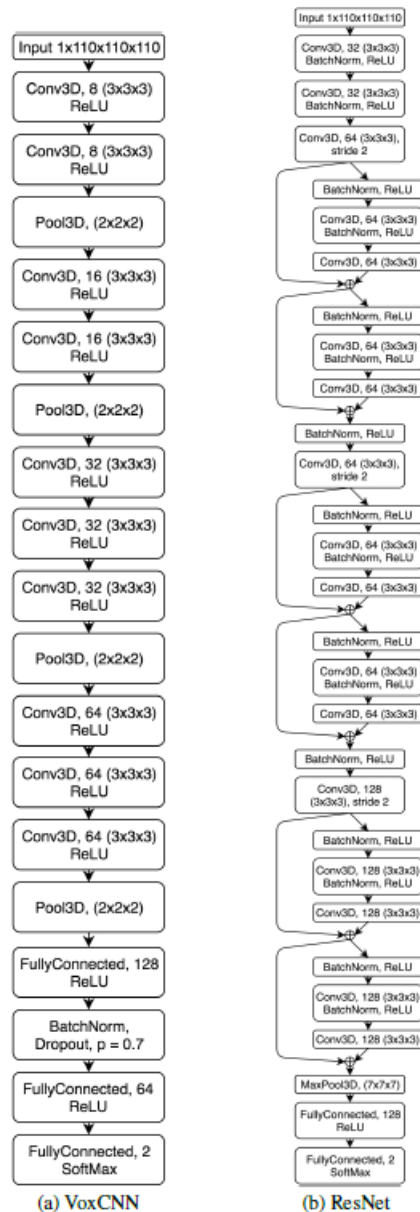 Input 1x110x110x110
Conv3D, 8 (3x3x3)
ReLU
Conv3D, 8 (3x3x3)
ReLU
Pool3D, (2x2x2)
Conv3D, 16 (3x3x3)
ReLU
Conv3D, 16 (3x3x3)
ReLU
Pool3D, (2x2x2)
Conv3D, 32 (3x3x3)
ReLU
Conv3D, 32 (3x3x3)
ReLU
Conv3D, 32 (3x3x3)
ReLU
Pool3D, (2x2x2)
Conv3D, 64 (3x3x3)
ReLU
Conv3D, 64 (3x3x3)
ReLU
Conv3D, 64 (3x3x3)
ReLU
Pool3D, (2x2x2)
FullyConnected, 128
ReLU
BatchNorm,
Dropout, p = 0.7
FullyConnected, 64
ReLU
FullyConnected, 2
SoftMax
(a) VoxCNN
Input 1x110x110x110
Conv3D, 32 (3x3x3)
BatchNorm, ReLU
Conv3D, 32 (3x3x3)
BatchNorm, ReLU
Conv3D, 64 (3x3x3),
stride 2
BatchNorm, ReLU
Conv3D, 64 (3x3x3)
BatchNorm, ReLU
Conv3D, 64 (3x3x3)
BatchNorm, ReLU
Conv3D, 64 (3x3x3)
BatchNorm, ReLU
Conv3D, 64 (3x3x3)
BatchNorm, ReLU
Conv3D, 64 (3x3x3),
stride 2
BatchNorm, ReLU
Conv3D, 64 (3x3x3)
BatchNorm, ReLU
Conv3D, 64 (3x3x3)
BatchNorm, ReLU
Conv3D, 64 (3x3x3)
BatchNorm, ReLU
Conv3D, 64 (3x3x3)
BatchNorm, ReLU
Conv3D, 128
(3x3x3), stride 2
BatchNorm, ReLU
Conv3D, 128 (3x3x3)
BatchNorm, ReLU
Conv3D, 128 (3x3x3)
BatchNorm, ReLU
Conv3D, 128 (3x3x3)
BatchNorm, ReLU
Conv3D, 128 (3x3x3)
MaxPool3D, (7x7x7)
FullyConnected, 128
ReLU
FullyConnected, 2
SoftMax
(b) ResNet